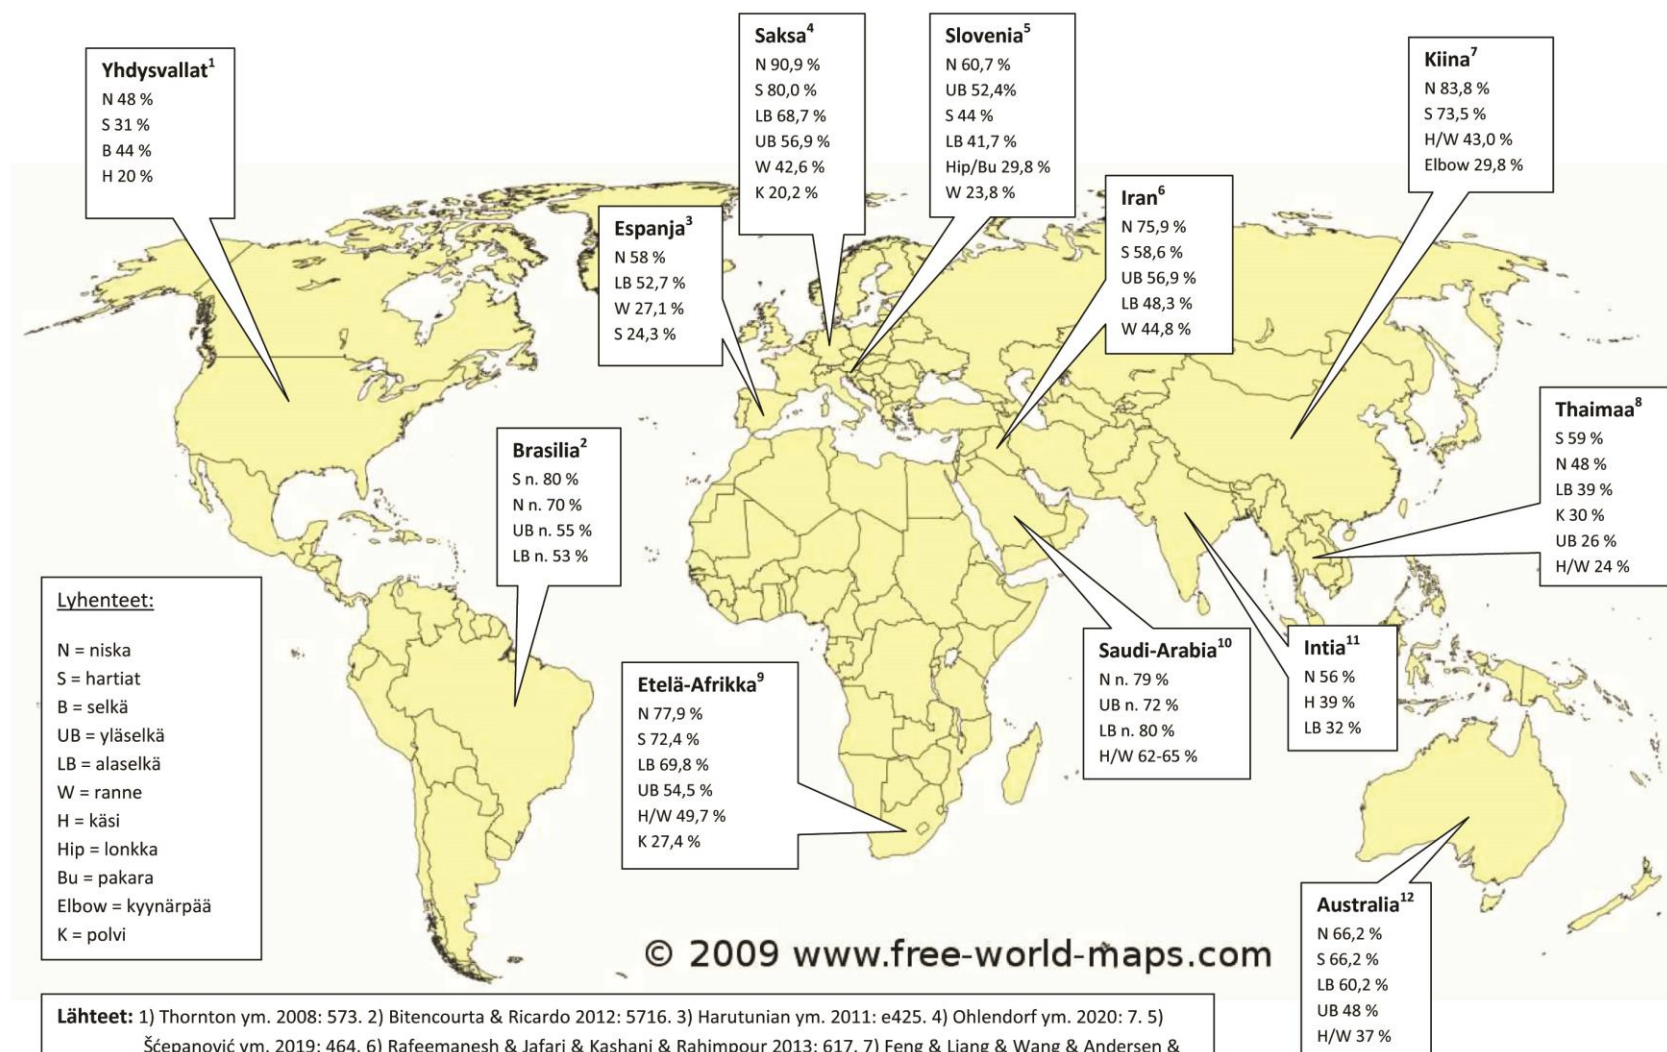 Yhdysvallat¹
N 48 %
S 31 %
B 44 %
H 20 %
Saksa⁴
N 90,9 %
S 80,0 %
LB 68,7 %
UB 56,9 %
W 42,6 %
K 20,2 %
Slovenia⁵
N 60,7 %
UB 52,4%
S 44 %
LB 41,7 %
Hip/Bu 29,8 %
W 23,8 %
Kiina⁷
N 83,8 %
S 73,5 %
H/W 43,0 %
Elbow 29,8 %
Espanja³
N 58 %
LB 52,7 %
W 27,1 %
S 24,3 %
Iran⁶
N 75,9 %
S 58,6 %
UB 56,9 %
LB 48,3 %
W 44,8 %
Brasilia²
S n. 80 %
N n. 70 %
UB n. 55 %
LB n. 53 %
Thaimaa⁸
S 59 %
N 48 %
LB 39 %
K 30 %
UB 26 %
H/W 24 %
Lyhenteet:
N = niska
S = hartiat
B = selkä
UB = yläselkä
LB = alaselkä
W = ranne
H = käsi
Hip = lonkka
Bu = pakara
Elbow = kyynärpää
K = polvi
Etelä-Afrikka⁹
N 77,9 %
S 72,4 %
LB 69,8 %
UB 54,5 %
H/W 49,7 %
K 27,4 %
Saudi-Arabia¹⁰
N n. 79 %
UB n. 72 %
LB n. 80 %
H/W 62-65 %
Intia¹¹
N 56 %
H 39 %
LB 32 %
Australia¹²
N 66,2 %
S 66,2 %
LB 60,2 %
UB 48 %
H/W 37 %
© 2009 www.free-world-maps.com
Lähteet: 1) Thornton ym. 2008: 573. 2) Bitencourta & Ricardo 2012: 5716. 3) Harutunian ym. 2011: e425. 4) Ohlendorf ym. 2020: 7. 5)
Šćepanović ym. 2019: 464. 6) Rafeemanesh & Jafari & Kashani & Rahimpour 2013: 617. 7) Feng & Liang & Wang & Andersen &